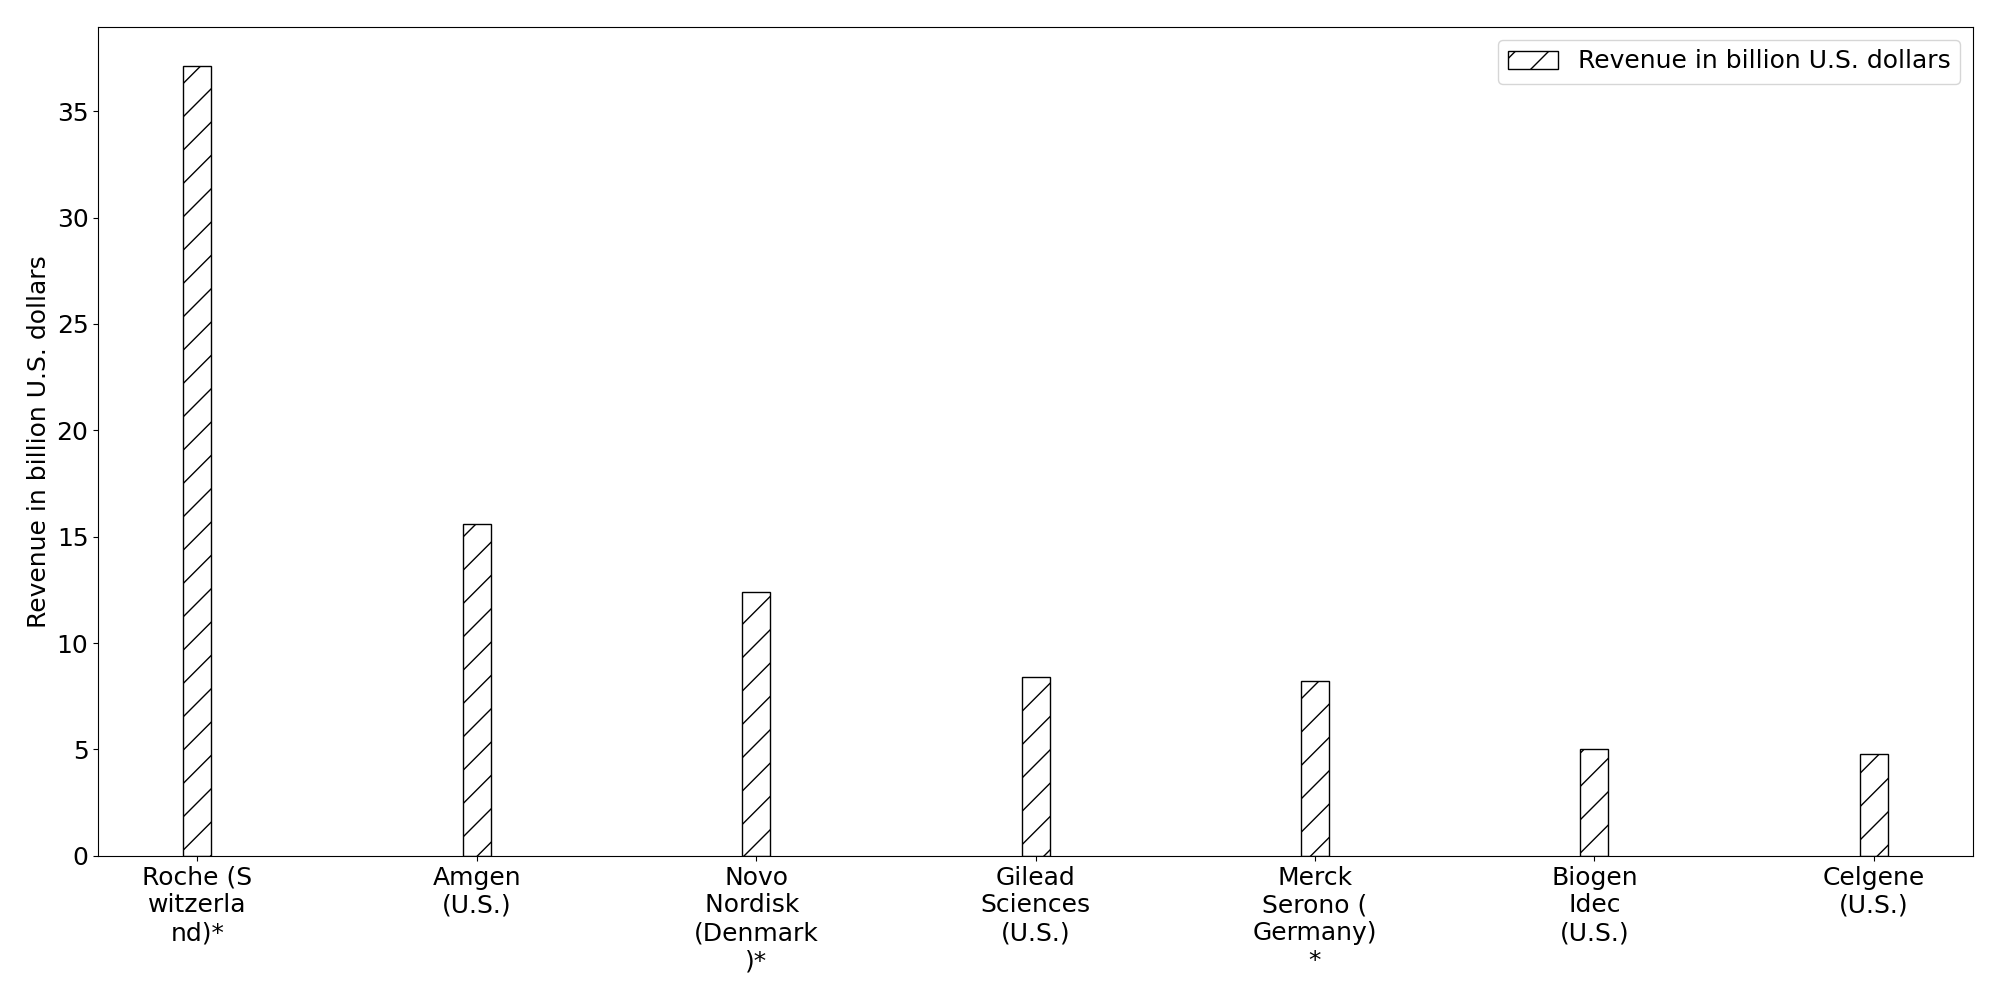 Revenue in billion U.S. dollars
Revenue in billion U.S. dollars
35
30
25
20
15
10
5
0
Roche (S
witzerla
nd)*
Amgen
(U.S.)
Novo
Nordisk
(Denmark
)*
Gilead
Sciences
(U.S.)
Merck
Serono (
Germany)
*
Biogen
Idec
(U.S.)
Celgene
(U.S.)